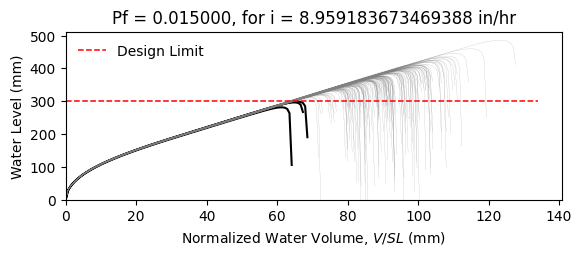 Pf = 0.015000, for i = 8.959183673469388 in/hr
Water Level (mm)
500
400
300
200
100
0
Design Limit
0 20 40 60 80 100 120 140
Normalized Water Volume, V/SL (mm)